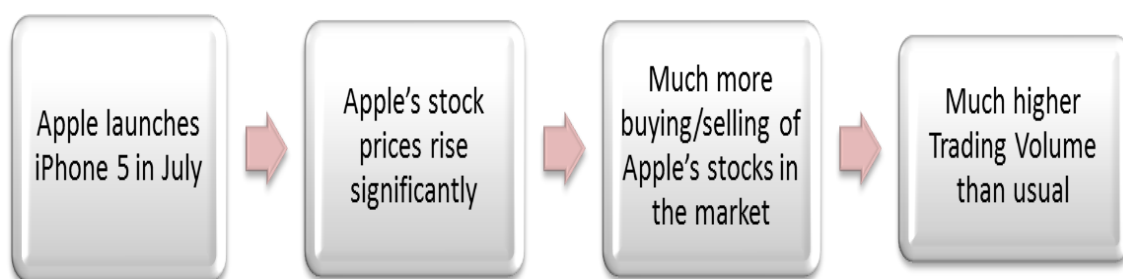 Apple launches
iPhone 5 in July
Apple’s stock
prices rise
significantly
Much more
buying/selling of
Apple’s stocks in
the market
Much higher
Trading Volume
than usual